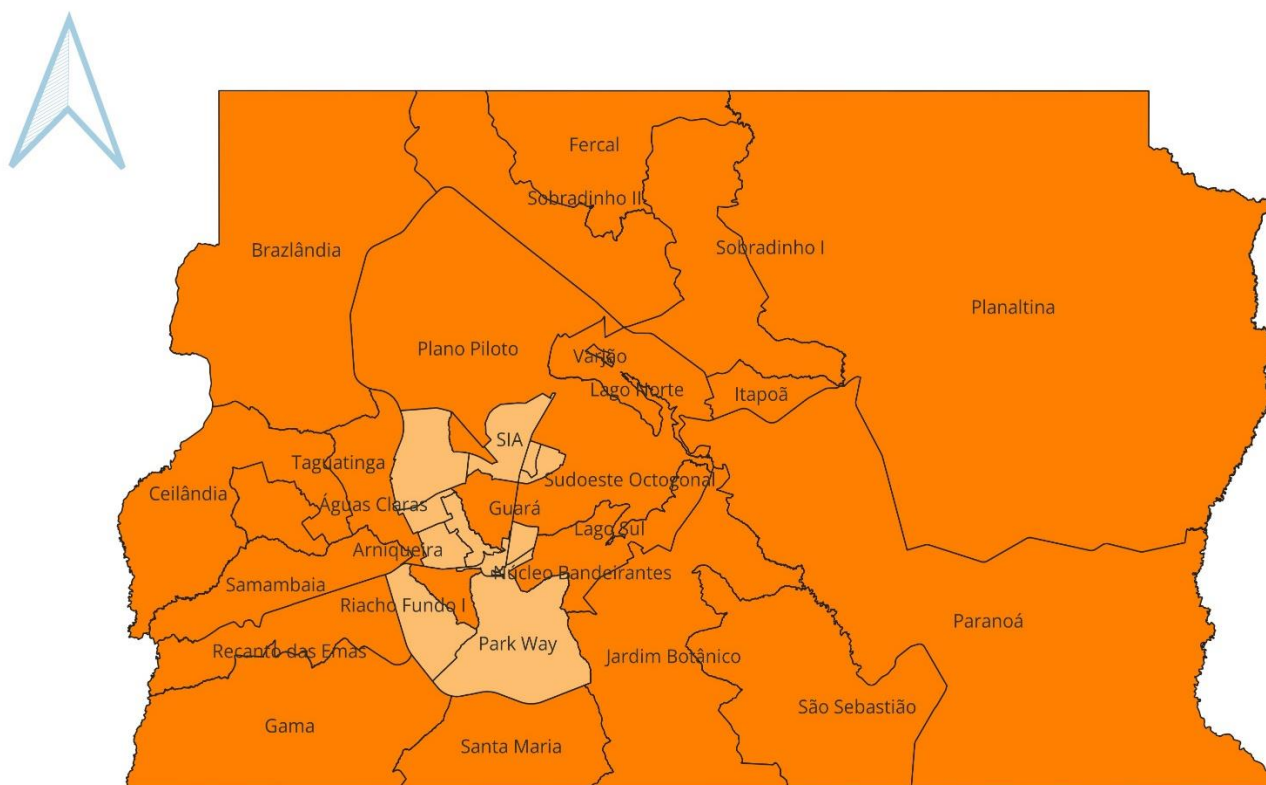 Fercal
Sobradinho II
Brazlândia
Sobradinho I
Planaltina
Plano Piloto
Varjão
Lago Norte
Itapoã
SIA
Taguatinga
Sudoeste Octogonal
Ceilândia
Águas Claras
Guará
Lago Sul
Arniqueira
Núcleo Bandeirantes
Samambaia
Riacho Fundo I
Paranoá
Park Way
Recanto das Emas
Jardim Botânico
São Sebastião
Gama
Santa Maria